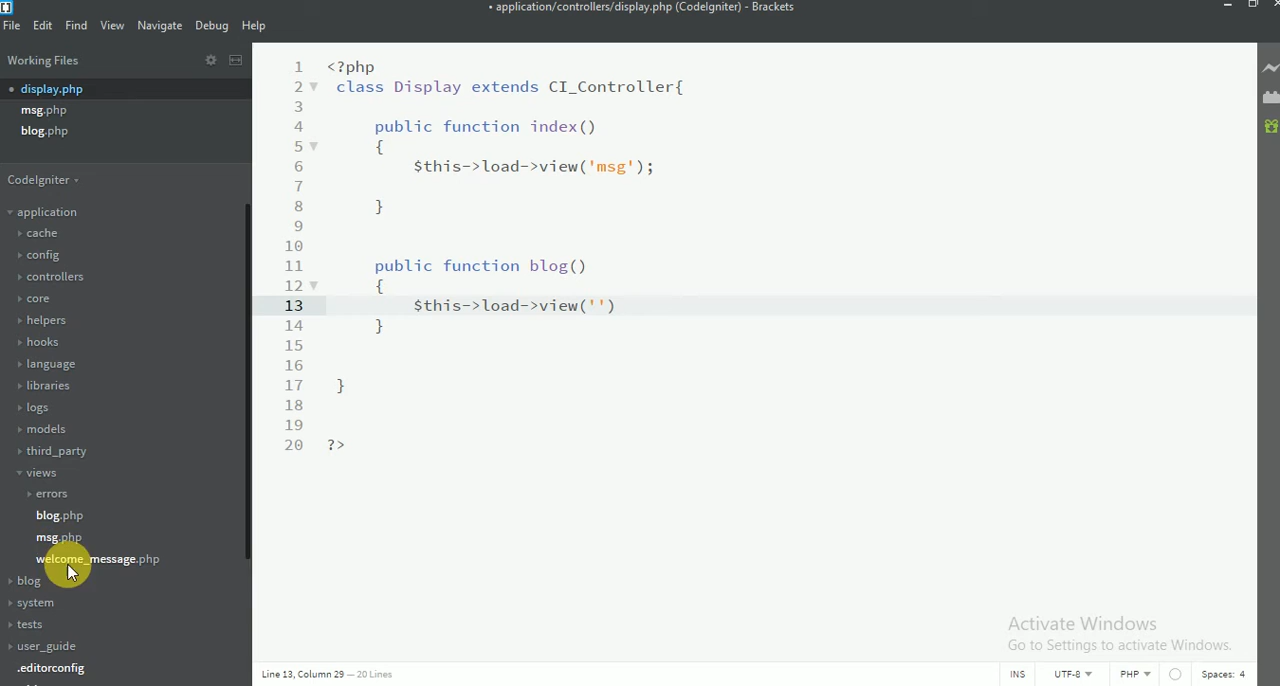 • application/controllers/display.php (CodeIgniter) - Brackets
File Edit Find View Navigate Debug Help
Working Files
• display.php
msg.php
blog.php
CodeIgniter
application
cache
config
controllers
core
helpers
hooks
language
libraries
logs
models
third_party
views
errors
blog.php
msg.php
welcome_message.php
blog
system
tests
user_guide
.editorconfig
1 <?php
2 class Display extends CI_Controller{
3
4 public function index()
5 {
6 $this->load->view('msg');
7
8 }
9
10
11 public function blog()
12 {
13 $this->load->view('')
14 }
15
16
17 }
18
19
20 ?>
Activate Windows
Go to Settings to activate Windows.
Line 13, Column 29 — 20 Lines
INS UTF-8 PHP Spaces: 4